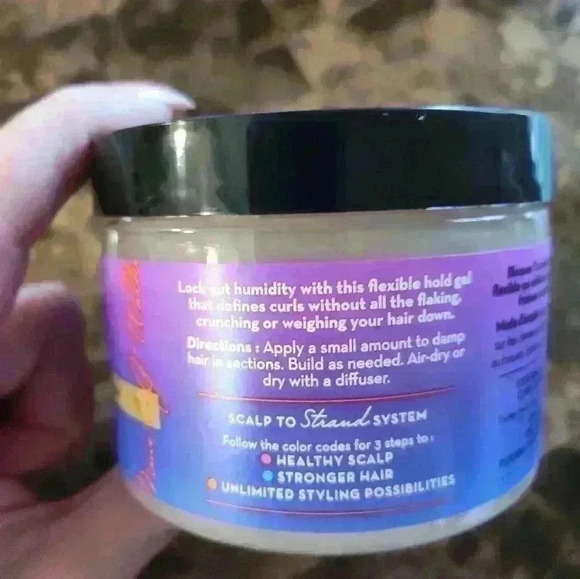 Lock out humidity with this flexible hold gel
that defines curls without all the flaking,
crunching or weighing your hair down.
Directions : Apply a small amount to damp
hair in sections. Build as needed. Air-dry or
dry with a diffuser.
SCALP TO Strand SYSTEM
Follow the color codes for 3 steps to :
HEALTHY SCALP
STRONGER HAIR
UNLIMITED STYLING POSSIBILITIES